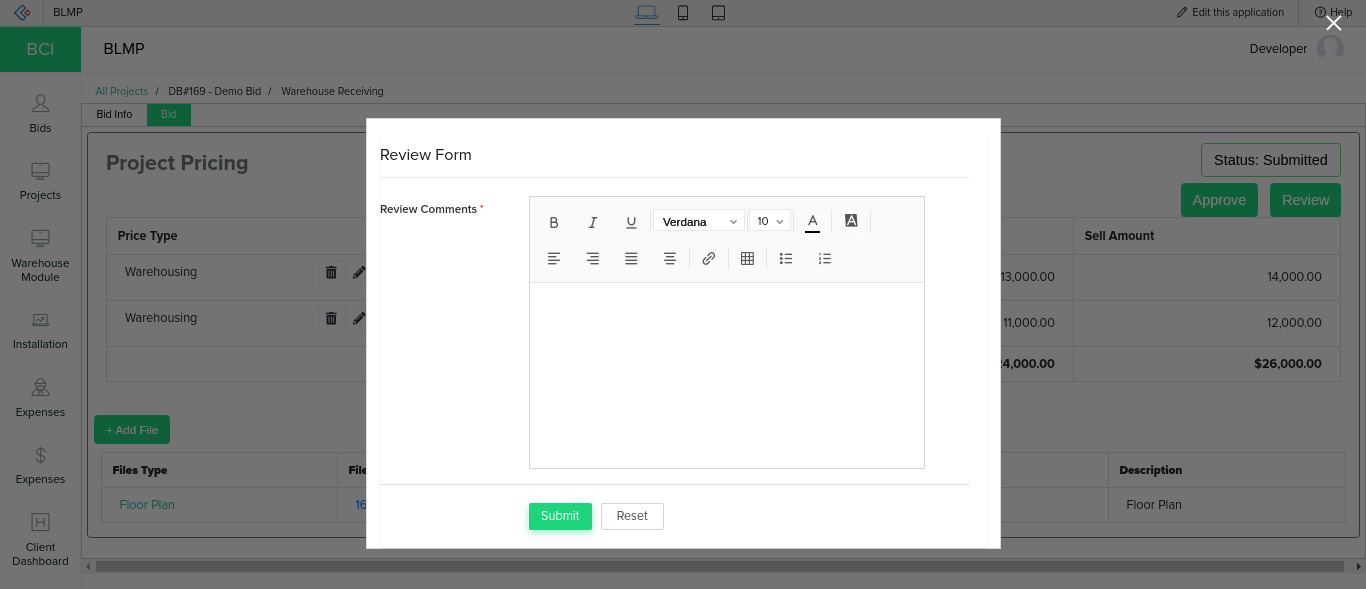 BLMP
Edit this application
Help
BCI
BLMP
Developer
All Projects / DB#169 - Demo Bid / Warehouse Receiving
Bid Info
Bid
Bids
Projects
Warehouse
Module
Installation
Expenses
Expenses
Client
Dashboard
Project Pricing
Status: Submitted
Approve
Review
Price Type
Sell Amount
Warehousing
13,000.00
14,000.00
Warehousing
11,000.00
12,000.00
4,000.00
$26,000.00
+ Add File
Files Type
File
Description
Floor Plan
16
Floor Plan
Review Form
Review Comments *
B I U Verdana 10 A A
Submit
Reset